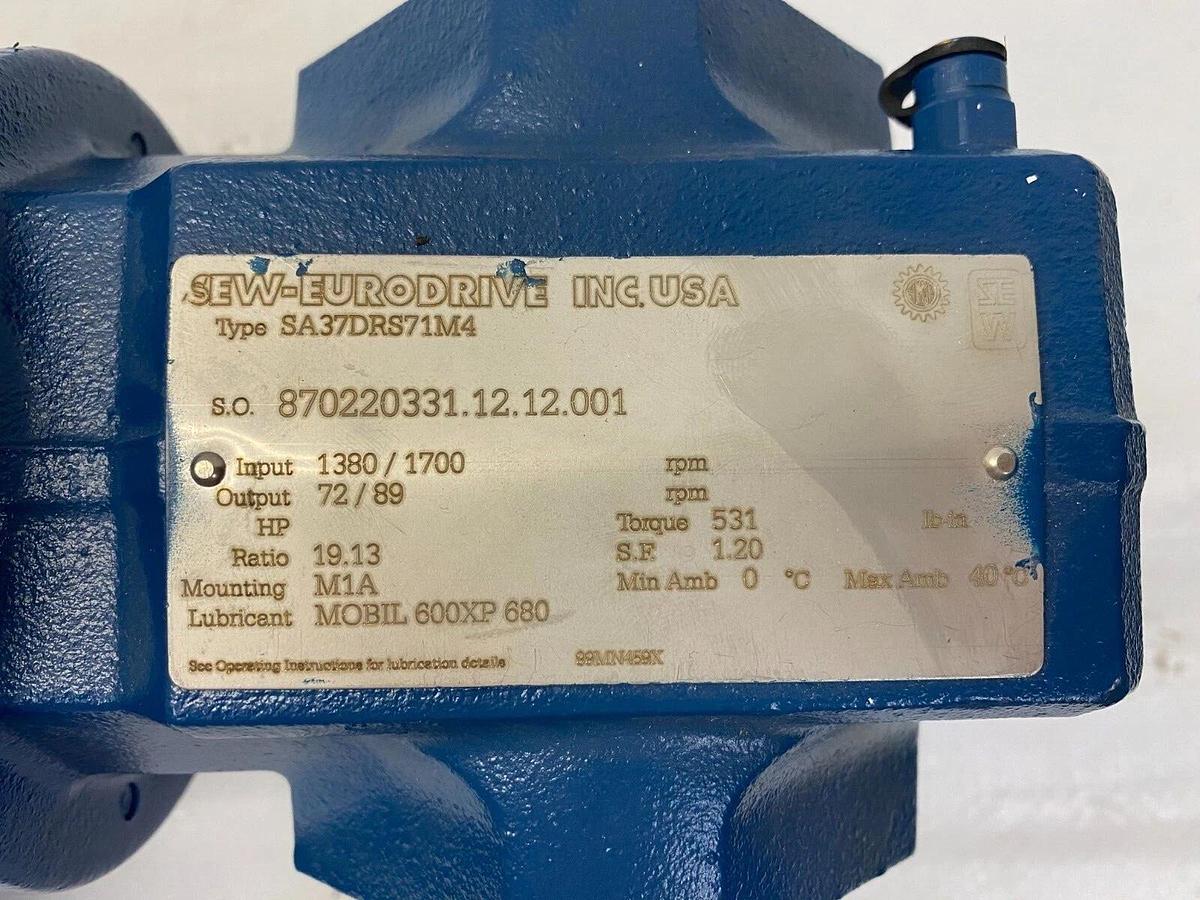 SEW-EURODRIVE INC. USA
Type SA37DRS71M4
S.O. 870220331.12.12.001
Input 1380 / 1700 rpm
Output 72 / 89 rpm
HP Torque 531 lb-in
Ratio 19.13 S.F. 1.20
Mounting M1A Min Amb 0 °C Max Amb 40 °C
Lubricant MOBIL 600XP 680
See Operating Instructions for lubrication details 99MN459X
SEW